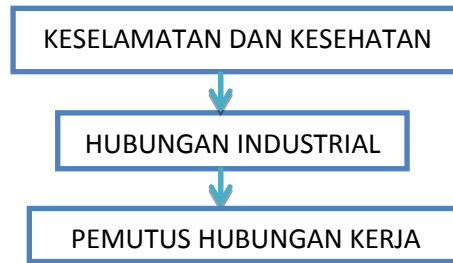 KESELAMATAN DAN KESEHATAN
HUBUNGAN INDUSTRIAL
PEMUTUS HUBUNGAN KERJA